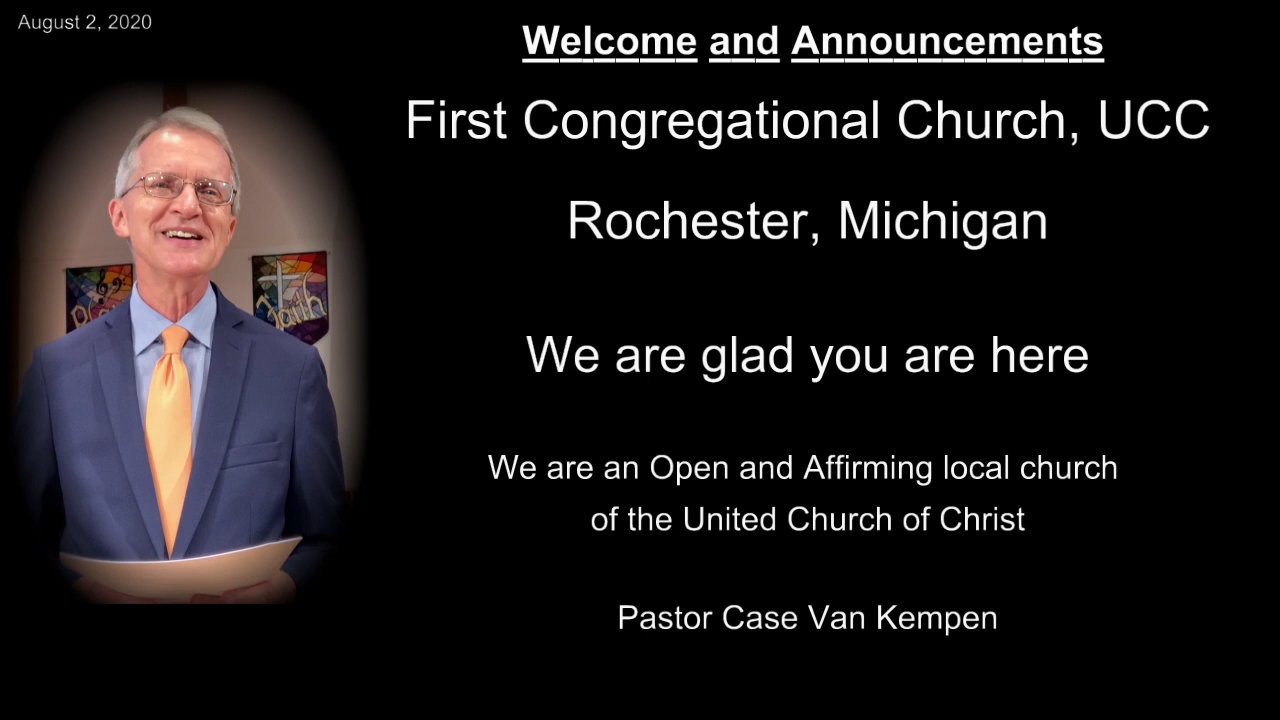 August 2, 2020
Welcome and Announcements
First Congregational Church, UCC
Rochester, Michigan
We are glad you are here
We are an Open and Affirming local church
of the United Church of Christ
Pastor Case Van Kempen
Faith